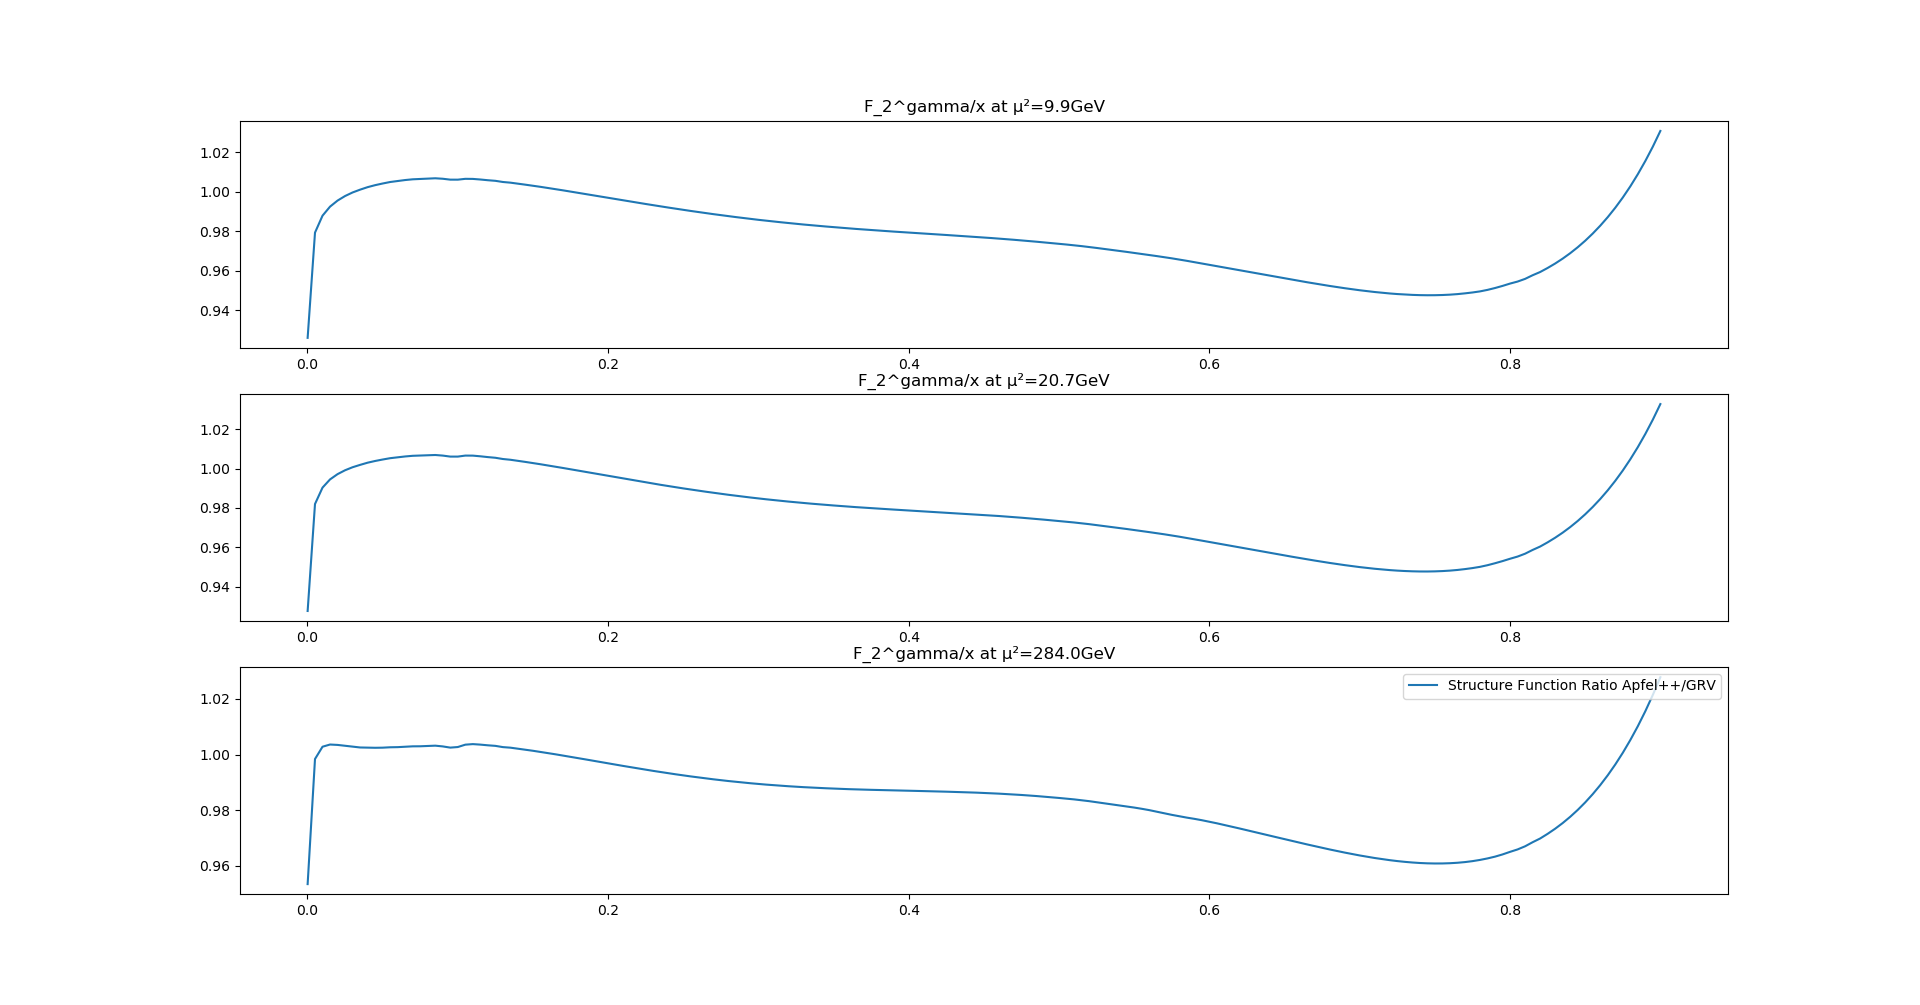 F_2^gamma/x at μ²=9.9GeV
1.02
1.00
0.98
0.96
0.94
0.0 0.2 0.4 0.6 0.8
F_2^gamma/x at μ²=20.7GeV
1.02
1.00
0.98
0.96
0.94
0.0 0.2 0.4 0.6 0.8
F_2^gamma/x at μ²=284.0GeV
Structure Function Ratio Apfel++/GRV
1.02
1.00
0.98
0.96
0.0 0.2 0.4 0.6 0.8